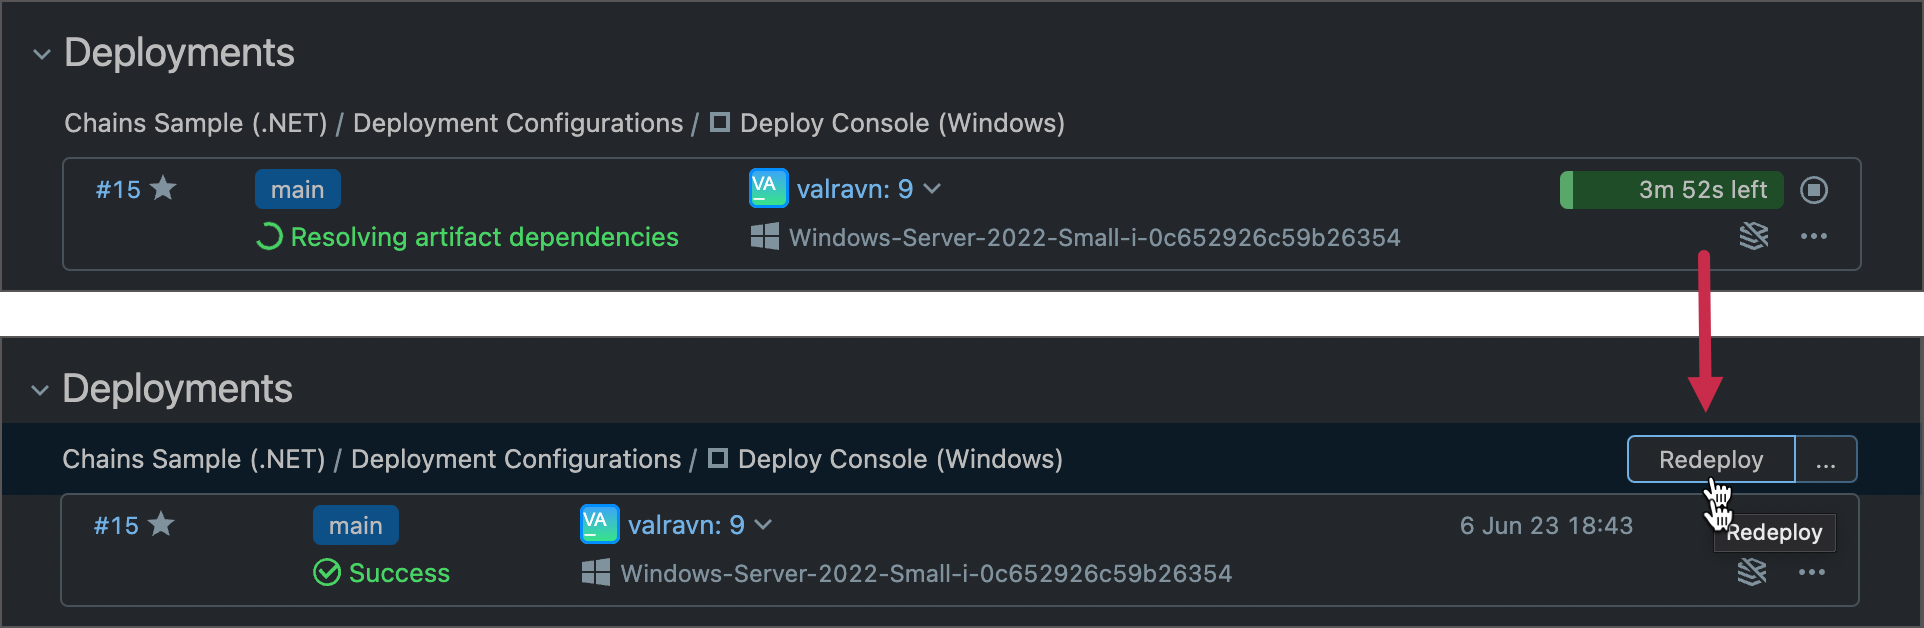 Deployments
Chains Sample (.NET) / Deployment Configurations / Deploy Console (Windows)
#15 main VA valravn: 9 3m 52s left
Resolving artifact dependencies Windows-Server-2022-Small-i-0c652926c59b26354 ...
Deployments
Chains Sample (.NET) / Deployment Configurations / Deploy Console (Windows) Redeploy ...
#15 main VA valravn: 9 6 Jun 23 18:43 Redeploy
Success Windows-Server-2022-Small-i-0c652926c59b26354 ...